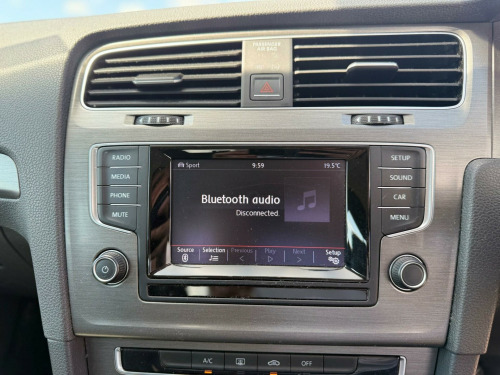 PASSENGER
AIR BAG
RADIO
MEDIA
PHONE
MUTE
Sport 9:59 19.5°C
Bluetooth audio
Disconnected.
Source Selection Previous Play Next Setup
SETUP
SOUND
CAR
MENU
A/C OFF